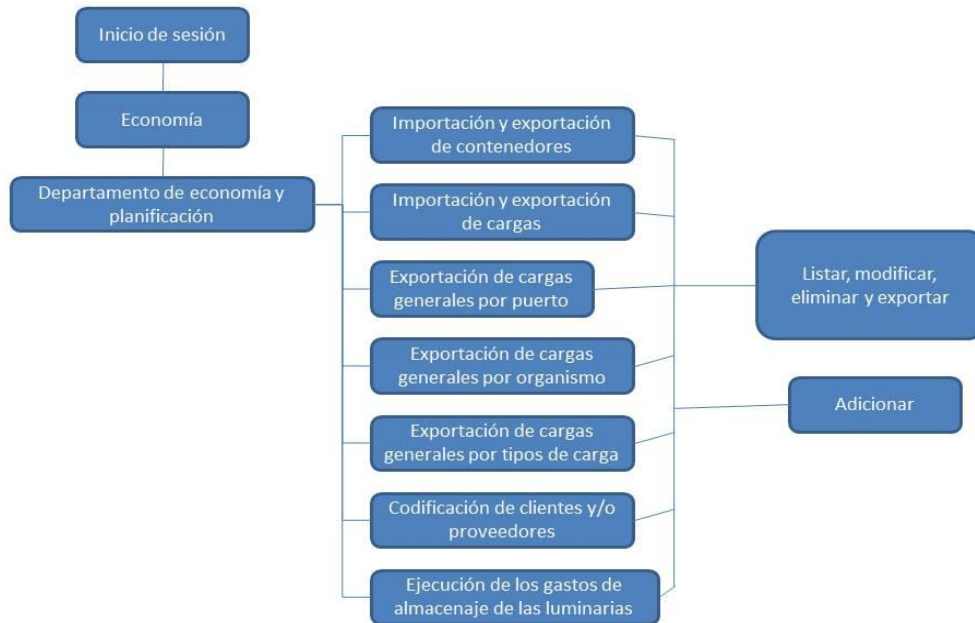 Inicio de sesión
Economía
Departamento de economía y
planificación
Importación y exportación
de contenedores
Importación y exportación
de cargas
Exportación de cargas
generales por puerto
Exportación de cargas
generales por organismo
Exportación de cargas
generales por tipos de carga
Codificación de clientes y/o
proveedores
Ejecución de los gastos de
almacenaje de las luminarias
Listar, modificar,
eliminar y exportar
Adicionar